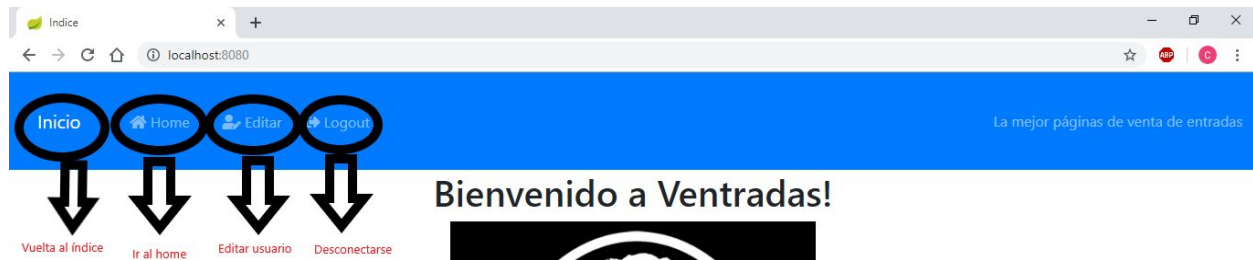 Indice
localhost:8080
ABP
C
Inicio Home Editar Logout La mejor páginas de venta de entradas
Bienvenido a Ventradas!
Vuelta al índice Ir al home Editar usuario Desconectarse